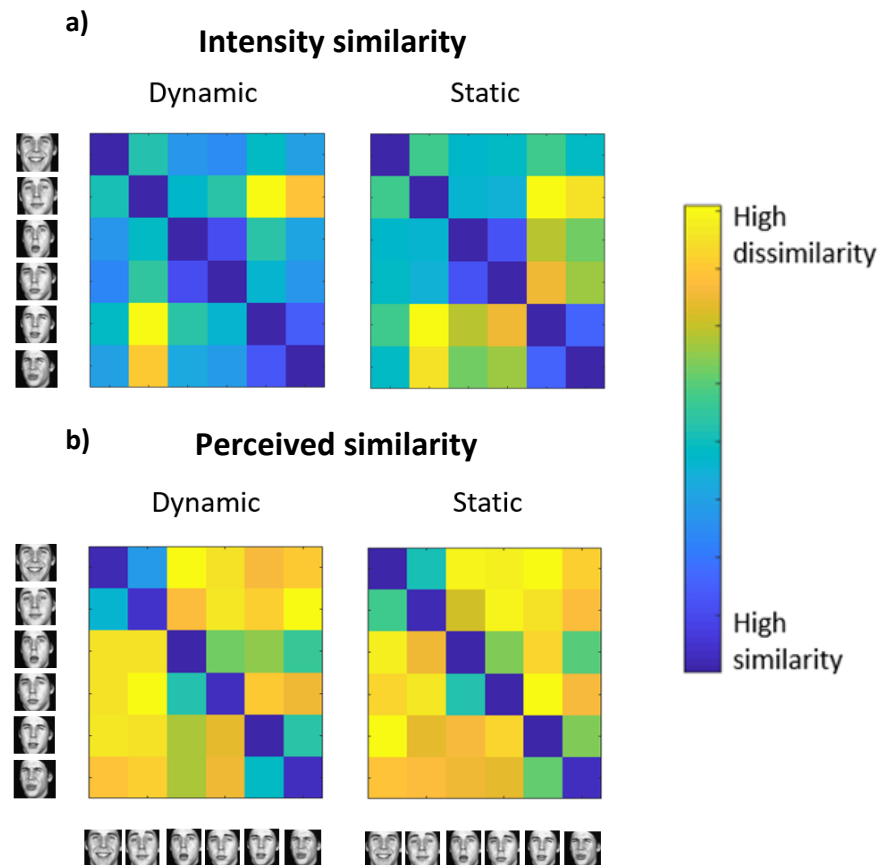 a)
Intensity similarity
Dynamic
Static
High
dissimilarity
High
similarity
b)
Perceived similarity
Dynamic
Static